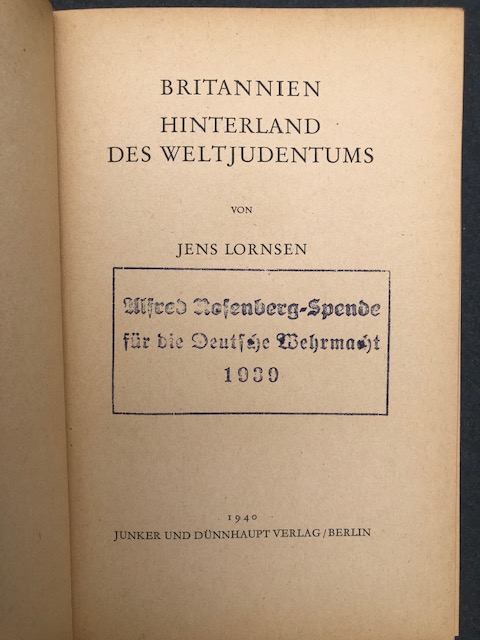 BRITANNIEN
HINTERLAND
DES WELTJUDENTUMS
VON
JENS LORNSEN
Alfred Rosenberg-Spende
für die Deutsche Wehrmacht
1939
1940
JUNKER UND DÜNNHAUPT VERLAG / BERLIN